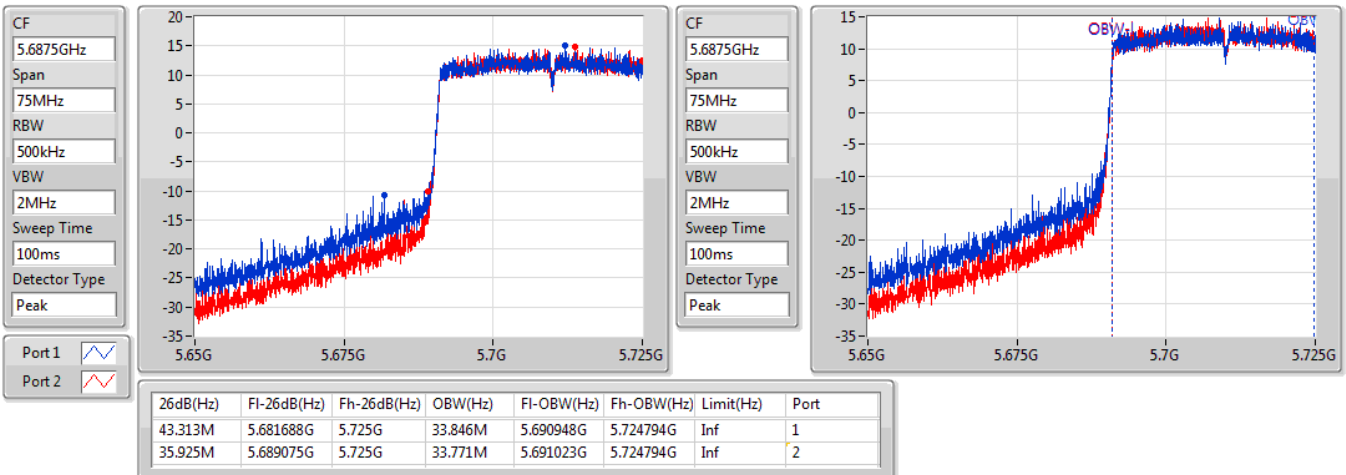 CF
5.6875GHz
Span
75MHz
RBW
500kHz
VBW
2MHz
Sweep Time
100ms
Detector Type
Peak
Port 1
Port 2
20
15
10
5
0
-5
-10
-15
-20
-25
-30
-35
5.65G 5.675G 5.7G 5.725G
CF
5.6875GHz
Span
75MHz
RBW
500kHz
VBW
2MHz
Sweep Time
100ms
Detector Type
Peak
15
10
5
0
-5
-10
-15
-20
-25
-30
-35
OBW
5.65G 5.675G 5.7G 5.725G
26dB(Hz) Fl-26dB(Hz) Fh-26dB(Hz) OBW(Hz) Fl-OBW(Hz) Fh-OBW(Hz) Limit(Hz) Port
43.313M 5.681688G 5.725G 33.846M 5.690948G 5.724794G Inf 1
35.925M 5.689075G 5.725G 33.771M 5.691023G 5.724794G Inf 2